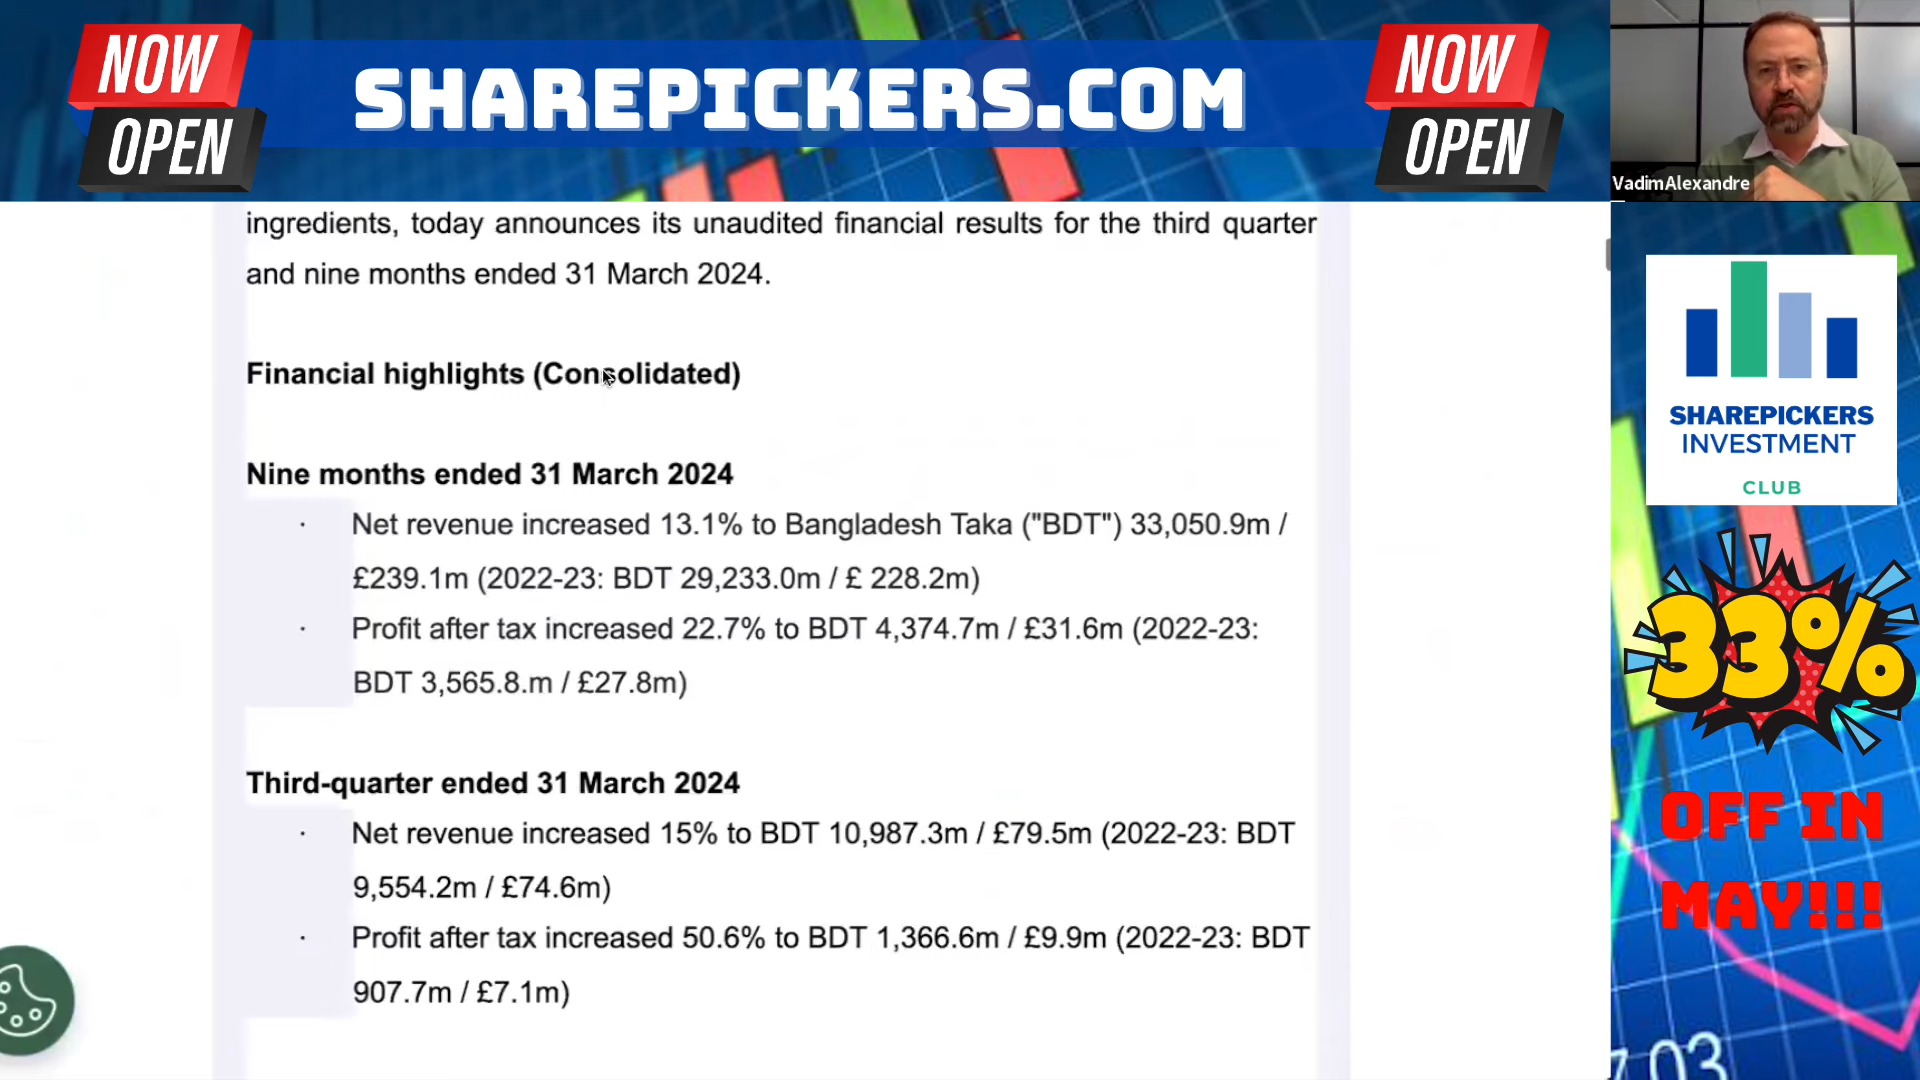 NOW
OPEN
SHAREPICKERS.COM
NOW
OPEN
VadimAlexandre
ingredients, today announces its unaudited financial results for the third quarter
and nine months ended 31 March 2024.
Financial highlights (Consolidated)
Nine months ended 31 March 2024
· Net revenue increased 13.1% to Bangladesh Taka ("BDT") 33,050.9m /
£239.1m (2022-23: BDT 29,233.0m / £ 228.2m)
· Profit after tax increased 22.7% to BDT 4,374.7m / £31.6m (2022-23:
BDT 3,565.8.m / £27.8m)
Third-quarter ended 31 March 2024
· Net revenue increased 15% to BDT 10,987.3m / £79.5m (2022-23: BDT
9,554.2m / £74.6m)
· Profit after tax increased 50.6% to BDT 1,366.6m / £9.9m (2022-23: BDT
907.7m / £7.1m)
SHAREPICKERS
INVESTMENT
CLUB
33%
OFF IN
MAY!!!
7.03